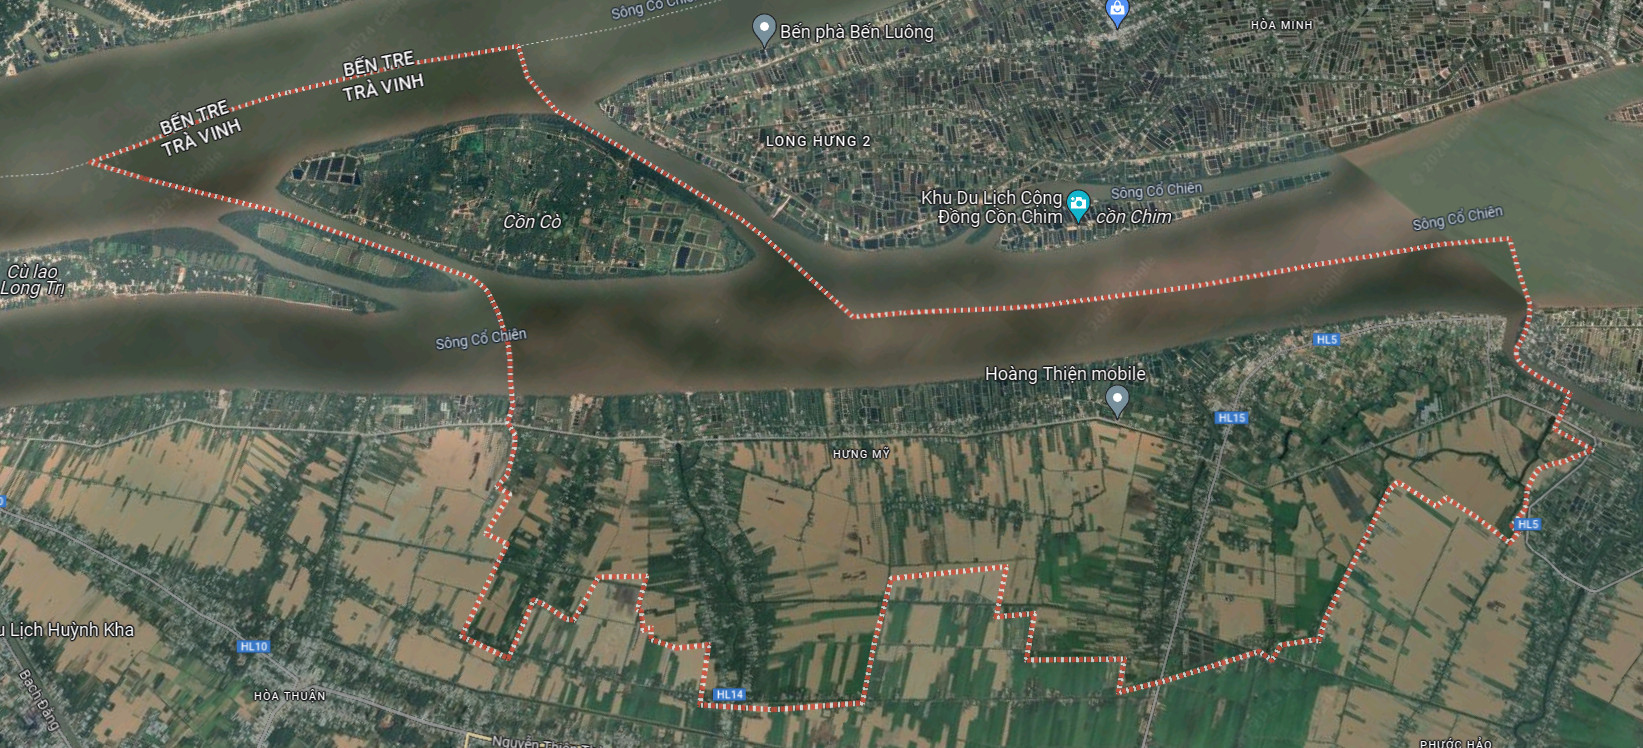 Sông Cổ Chiên
HÒA MINH
Bến phà Bến Luông
BẾN TRE
TRÀ VINH
BẾN TRE
TRÀ VINH
LONG HƯNG 2
Sông Cổ Chiên
Khu Du Lịch Cộng
Đồng Cồn Chim
cồn Chim
Sông Cổ Chiên
Cồn Cò
Cù lao
Long Trị
Sông Cổ Chiên
HL5
Hoàng Thiện mobile
HL15
HƯNG MỸ
HL5
u Lịch Huỳnh Kha
HL10
Bạch Đằng
HÒA THUẬN
HL14
PHƯỚC HẢO